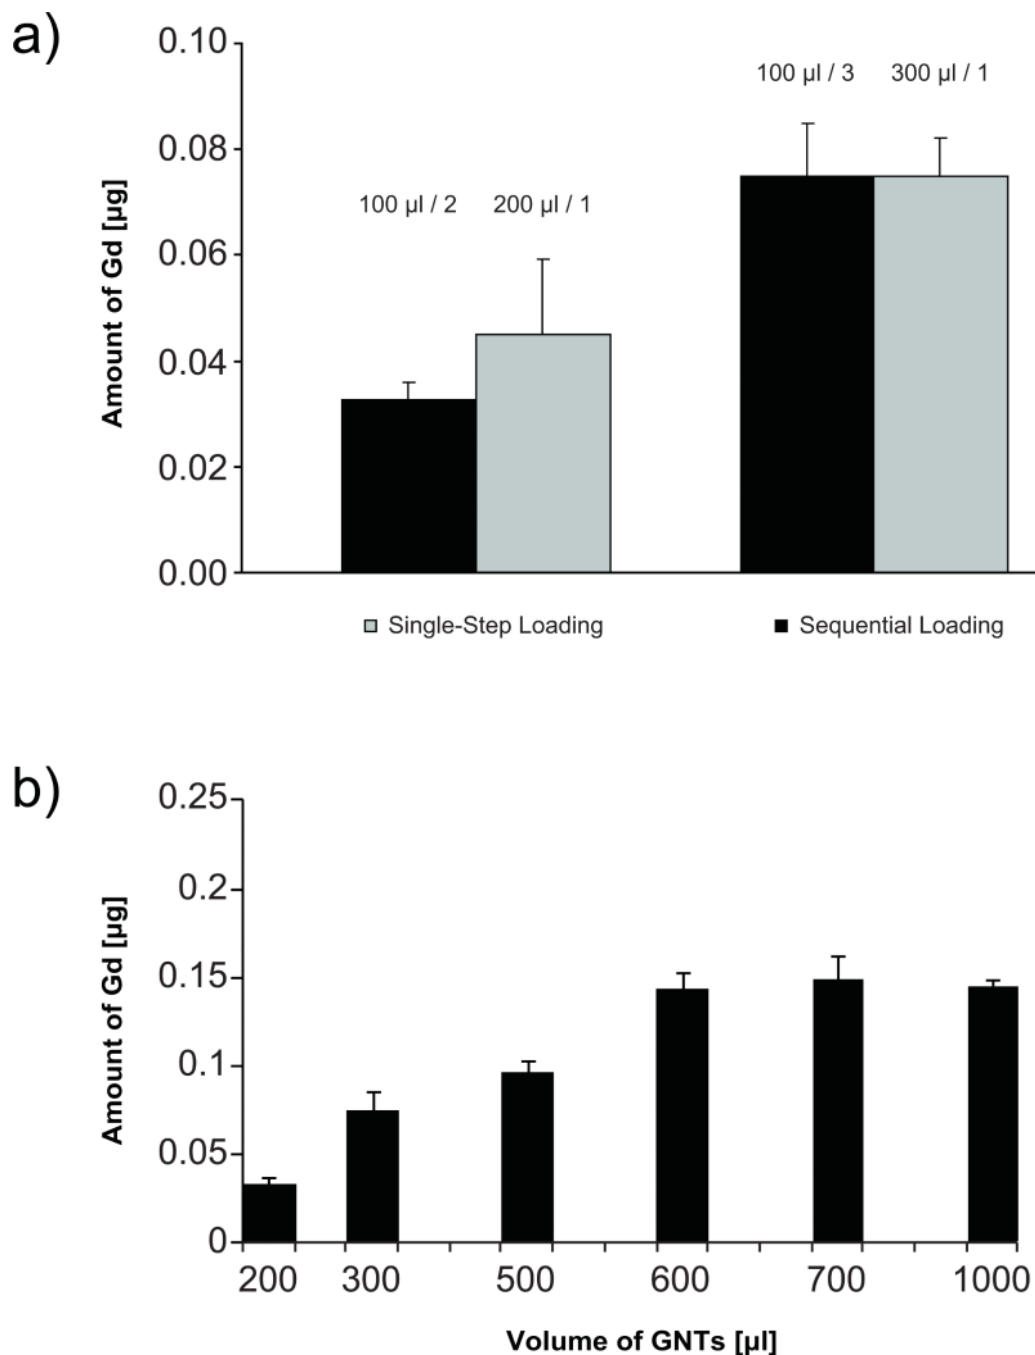 a)
Amount of Gd [µg]
0.10
0.08
0.06
0.04
0.02
0.00
100 µl / 2
200 µl / 1
100 µl / 3
300 µl / 1
Single-Step Loading
Sequential Loading
b)
Amount of Gd [µg]
0.25
0.2
0.15
0.1
0.05
0
200 300 500 600 700 1000
Volume of GNTs [µl]